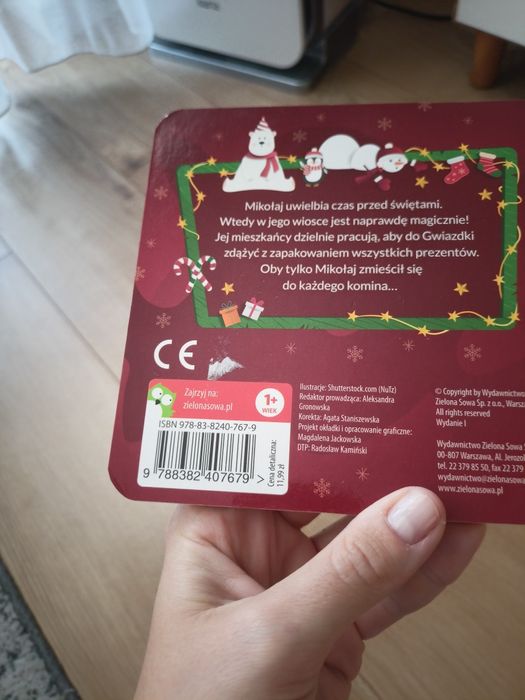 Mikołaj uwielbia czas przed świętami.
Wtedy w jego wiosce jest naprawdę magicznie!
Jej mieszkańcy dzielnie pracują, aby do Gwiazdki
zdążyć z zapakowaniem wszystkich prezentów.
Oby tylko Mikołaj zmieścił się
do każdego komina...
CE
Zajrzyj na:
zielonasowa.pl
1+
WIEK
ISBN 978-83-8240-767-9
9 788382 407679 >
Cena detaliczna:
11,99 zł
Ilustracje: Shutterstock.com (NuTz)
Redaktor prowadząca: Aleksandra
Gronowska
Korekta: Agata Staniszewska
Projekt okładki i opracowanie graficzne:
Magdalena Jackowska
DTP: Radosław Kamiński
© Copyright by Wydawnictwo
Zielona Sowa Sp. z o.o., Warsza
All rights reserved
Wydanie I
Wydawnictwo Zielona Sowa
00-807 Warszawa, Al. Jerozol
tel. 22 379 85 50, fax 22 379
wydawnictwo@zielonasowa.pl
www.zielonasowa.pl